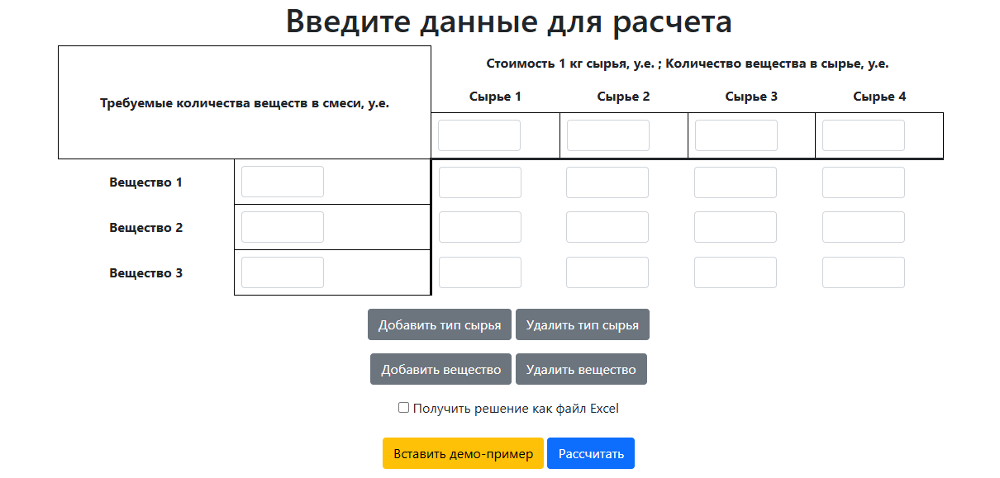 Введите данные для расчета
Стоимость 1 кг сырья, у.е. ; Количество вещества в сырье, у.е.
Требуемые количества веществ в смеси, у.е.
Сырье 1 Сырье 2 Сырье 3 Сырье 4
Вещество 1
Вещество 2
Вещество 3
Добавить тип сырья Удалить тип сырья
Добавить вещество Удалить вещество
Получить решение как файл Excel
Вставить демо-пример Рассчитать